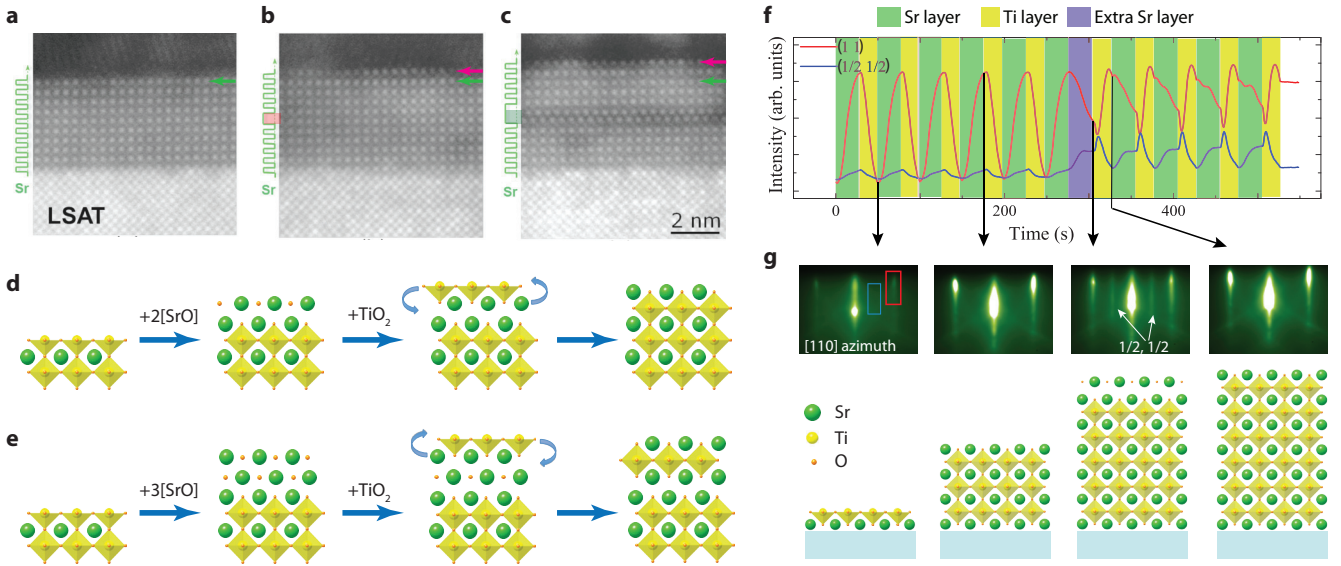 a
b
c
Sr
Sr
Sr
LSAT
2 nm
d
+2[SrO]
+TiO2
e
+3[SrO]
+TiO2
f
Sr layer
Ti layer
Extra Sr layer
(1 1)
(1/2 1/2)
Intensity (arb. units)
0
200
400
Time (s)
g
[110] azimuth
1/2, 1/2
Sr
Ti
O